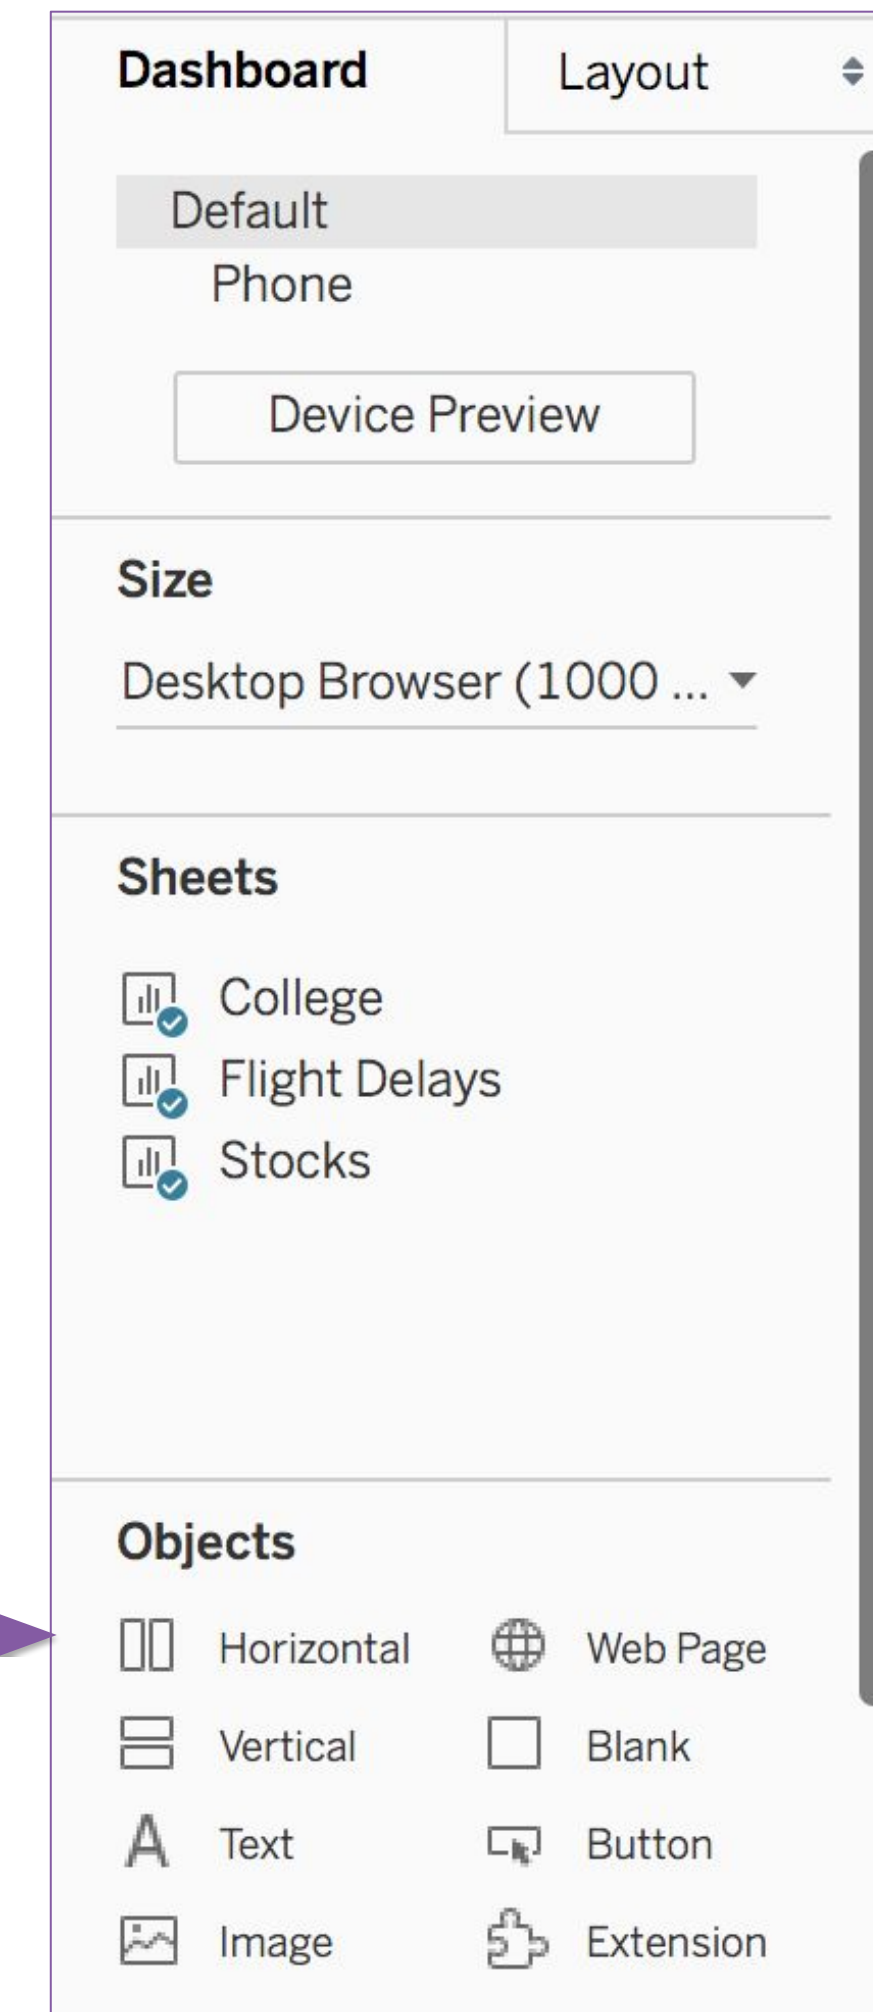 Dashboard Layout
Default
Phone
Device Preview
Size
Desktop Browser (1000 ...
Sheets
College
Flight Delays
Stocks
Objects
Horizontal Web Page
Vertical Blank
Text Button
Image Extension